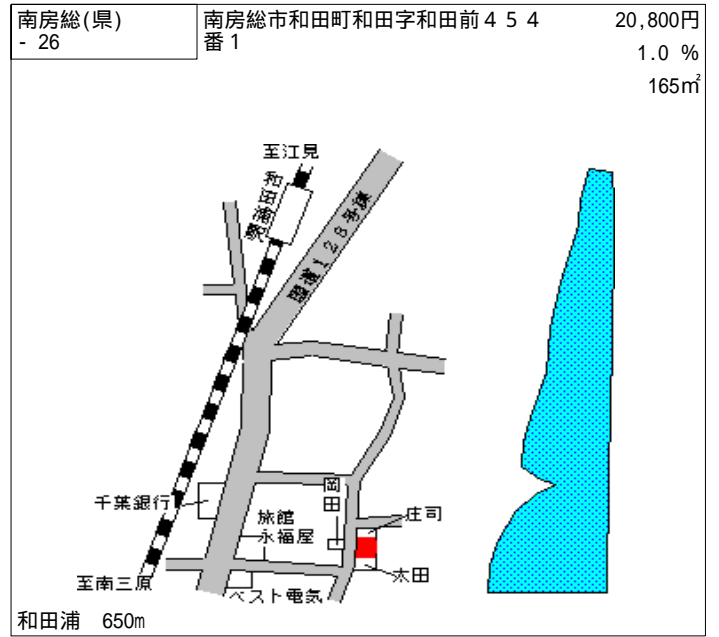 南房総(県)
- 26
南房総市和田町和田字和田前４５４
番１
20,800円
1.0 %
165㎡
至江見
和田浦駅
国道１２８号線
千葉銀行
旅館
永福屋
岡田
庄司
太田
至南三原
ベスト電気
和田浦 650m